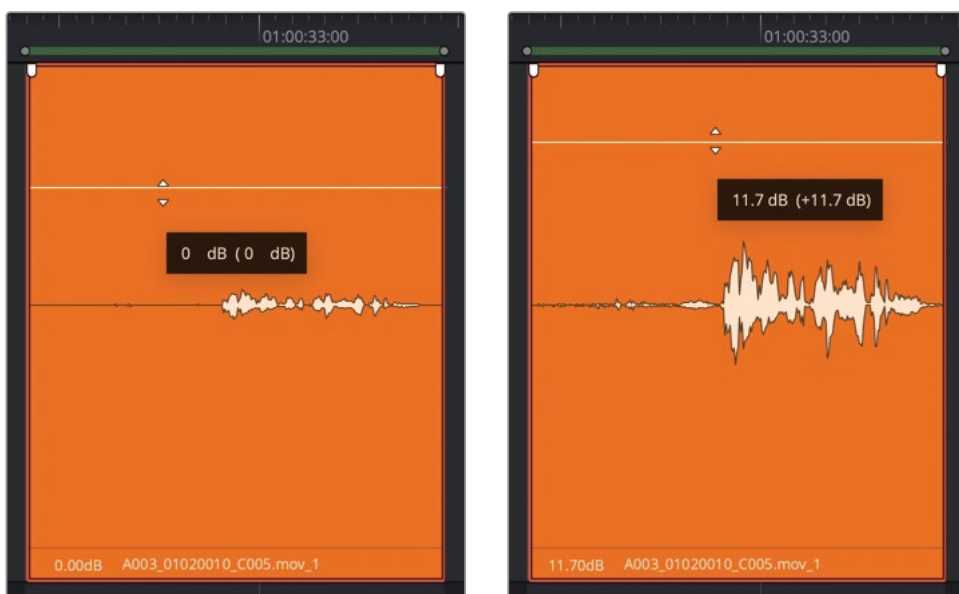 01:00:33:00
0 dB ( 0 dB)
0.00dB A003_01020010_C005.mov_1
01:00:33:00
11.7 dB (+11.7 dB)
11.70dB A003_01020010_C005.mov_1